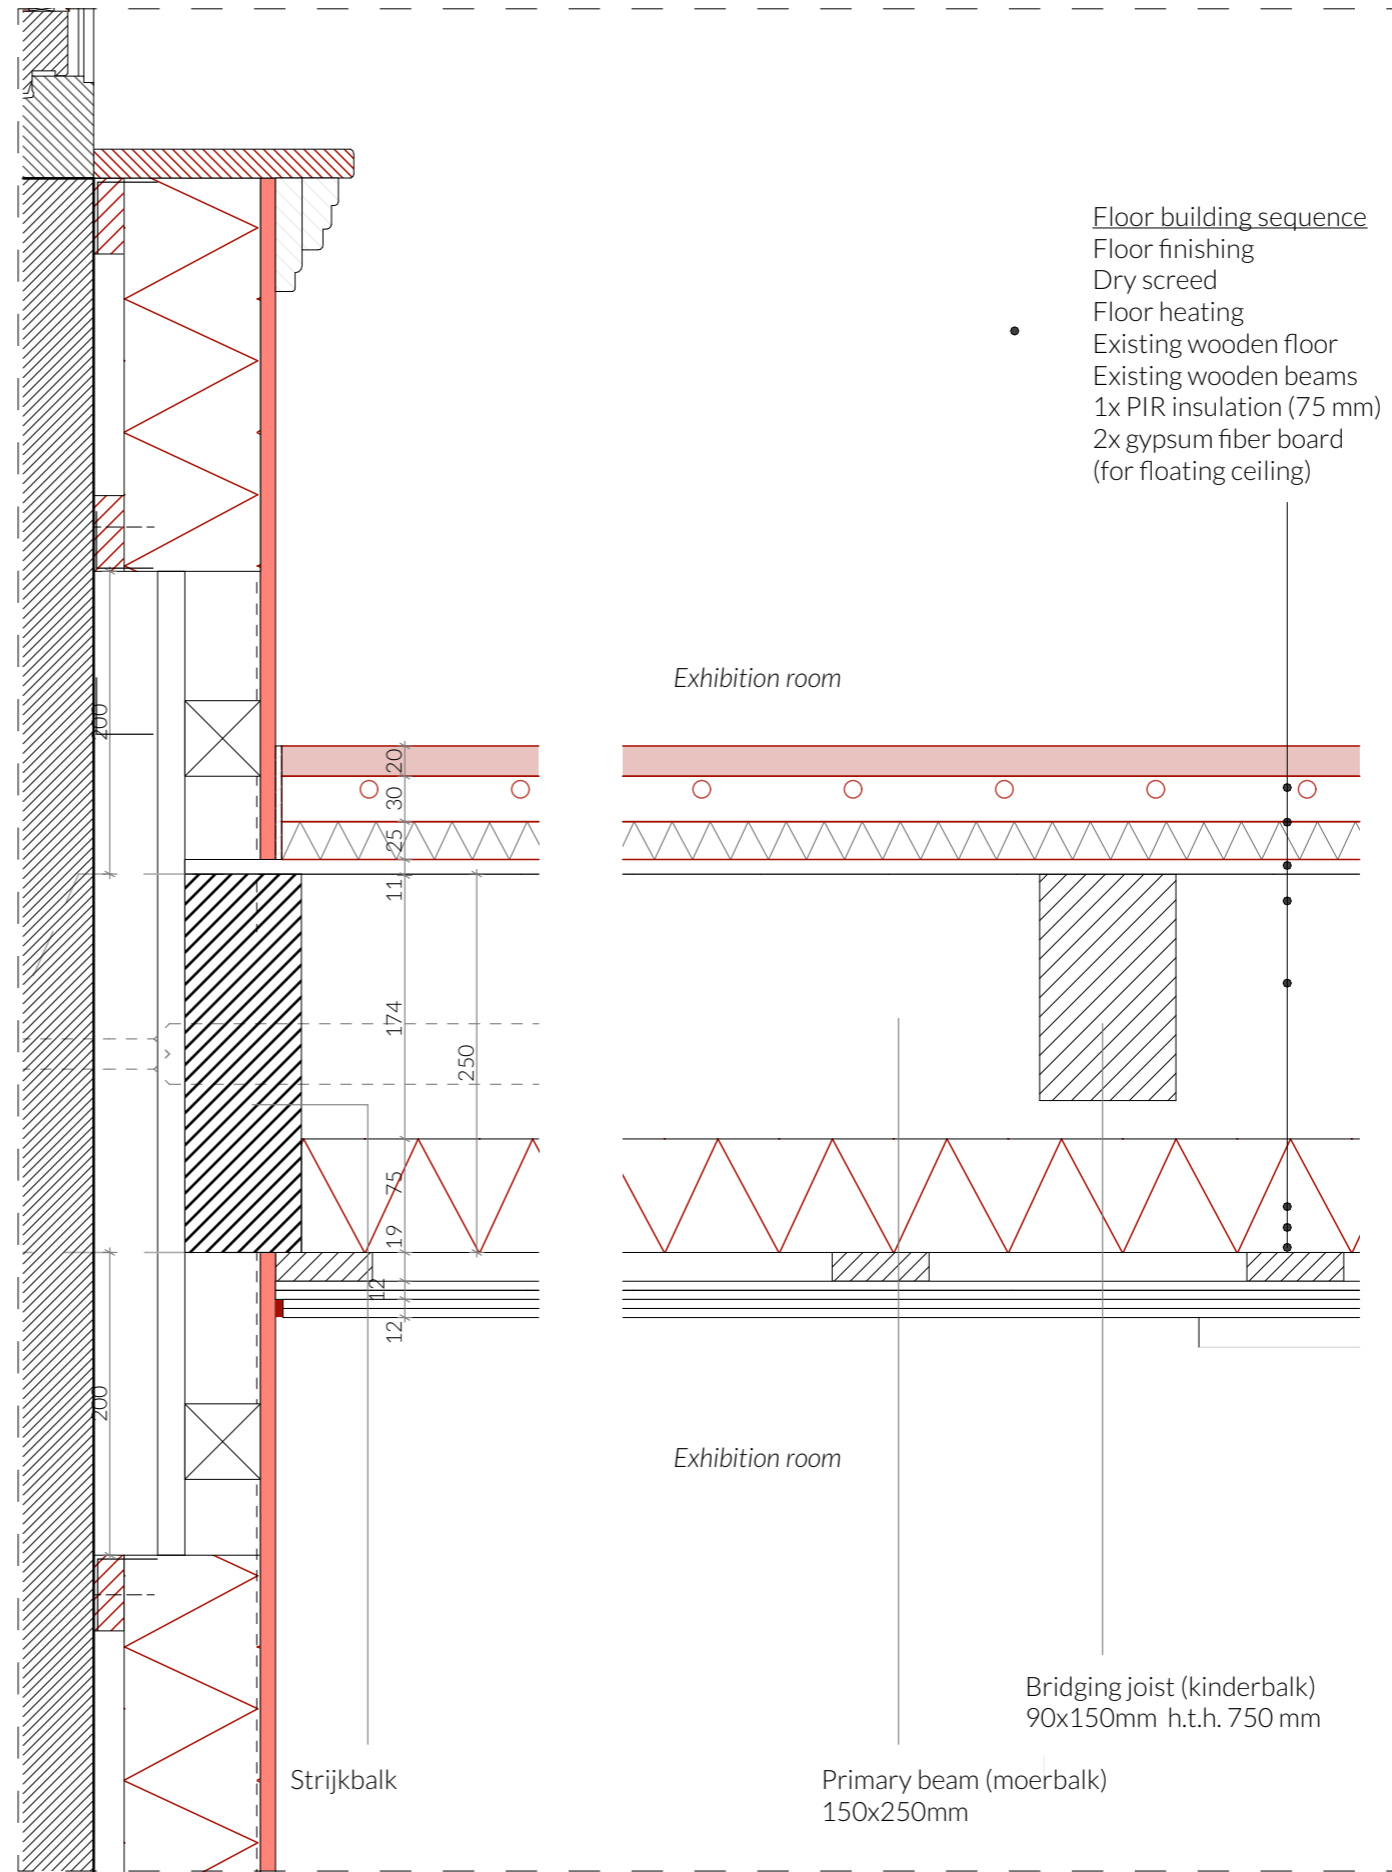 Floor building sequence
Floor finishing
Dry screed
Floor heating
Existing wooden floor
Existing wooden beams
1x PIR insulation (75 mm)
2x gypsum fiber board
(for floating ceiling)
Exhibition room
200
20
30
25
11
174
250
75
19
12
12
200
Exhibition room
Bridging joist (kinderbalk)
90x150mm h.t.h. 750 mm
Strijkbalk
Primary beam (moerbalk)
150x250mm